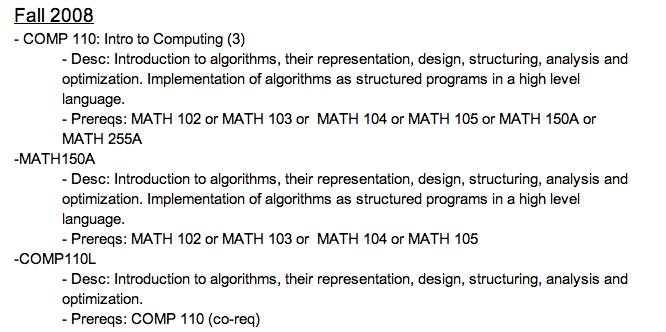 Fall 2008
- COMP 110: Intro to Computing (3)
- Desc: Introduction to algorithms, their representation, design, structuring, analysis and
optimization. Implementation of algorithms as structured programs in a high level
language.
- Prereqs: MATH 102 or MATH 103 or  MATH 104 or MATH 105 or MATH 150A or
MATH 255A
-MATH150A
- Desc: Introduction to algorithms, their representation, design, structuring, analysis and
optimization. Implementation of algorithms as structured programs in a high level
language.
- Prereqs: MATH 102 or MATH 103 or  MATH 104 or MATH 105
-COMP110L
- Desc: Introduction to algorithms, their representation, design, structuring, analysis and
optimization.
- Prereqs: COMP 110 (co-req)